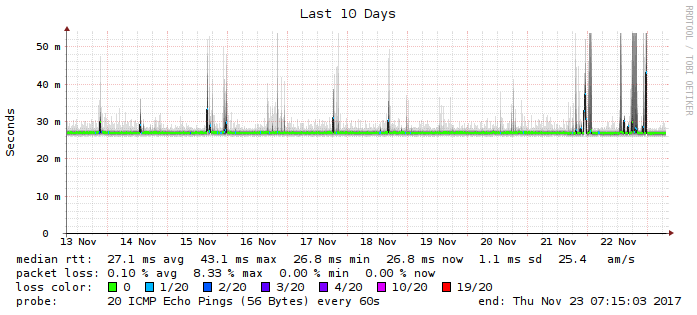 Last 10 Days
RRDTOOL / TOBI OETIKER
Seconds
50 m
40 m
30 m
20 m
10 m
0
13 Nov 14 Nov 15 Nov 16 Nov 17 Nov 18 Nov 19 Nov 20 Nov 21 Nov 22 Nov
median rtt: 27.1 ms avg 43.1 ms max 26.8 ms min 26.8 ms now 1.1 ms sd 25.4 am/s
packet loss: 0.10 % avg 8.33 % max 0.00 % min 0.00 % now
loss color: 0 1/20 2/20 3/20 4/20 10/20 19/20
probe: 20 ICMP Echo Pings (56 Bytes) every 60s end: Thu Nov 23 07:15:03 2017